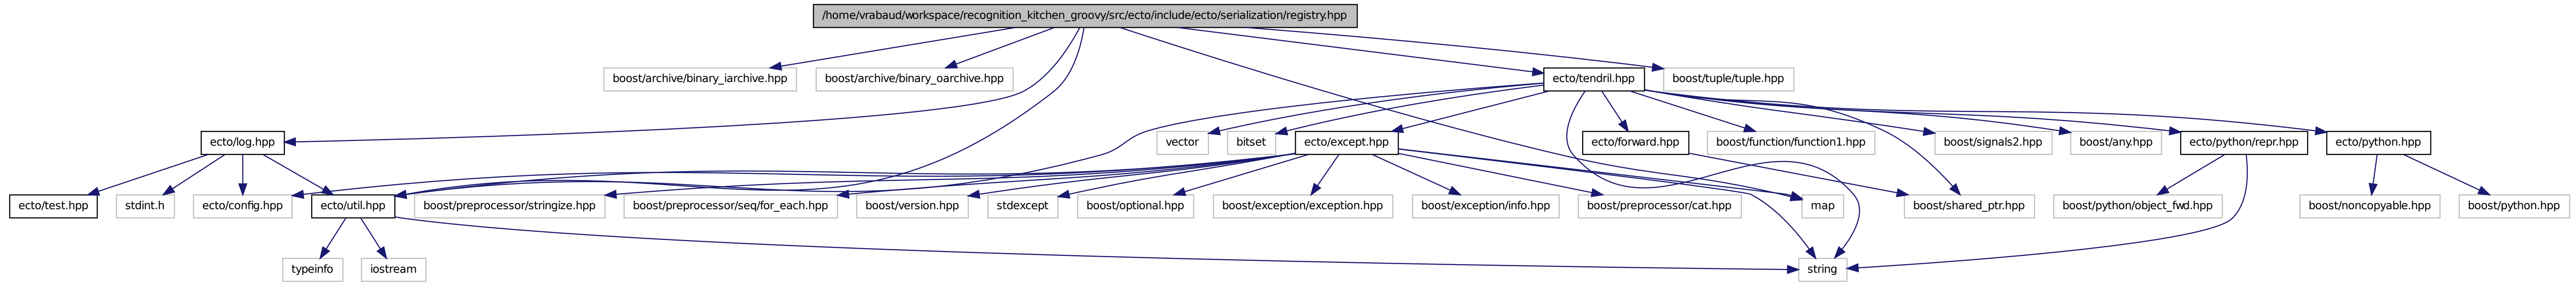 /home/vrabaud/workspace/recognition_kitchen_groovy/src/ecto/include/ecto/serialization/registry.hpp
boost/archive/binary_iarchive.hpp
boost/archive/binary_oarchive.hpp
ecto/tendril.hpp
boost/tuple/tuple.hpp
ecto/log.hpp
vector
bitset
ecto/except.hpp
ecto/forward.hpp
boost/function/function1.hpp
boost/signals2.hpp
boost/any.hpp
ecto/python/repr.hpp
ecto/python.hpp
ecto/test.hpp
stdint.h
ecto/config.hpp
ecto/util.hpp
boost/preprocessor/stringize.hpp
boost/preprocessor/seq/for_each.hpp
boost/version.hpp
stdexcept
boost/optional.hpp
boost/exception/exception.hpp
boost/exception/info.hpp
boost/preprocessor/cat.hpp
map
boost/shared_ptr.hpp
boost/python/object_fwd.hpp
boost/noncopyable.hpp
boost/python.hpp
typeinfo
iostream
string